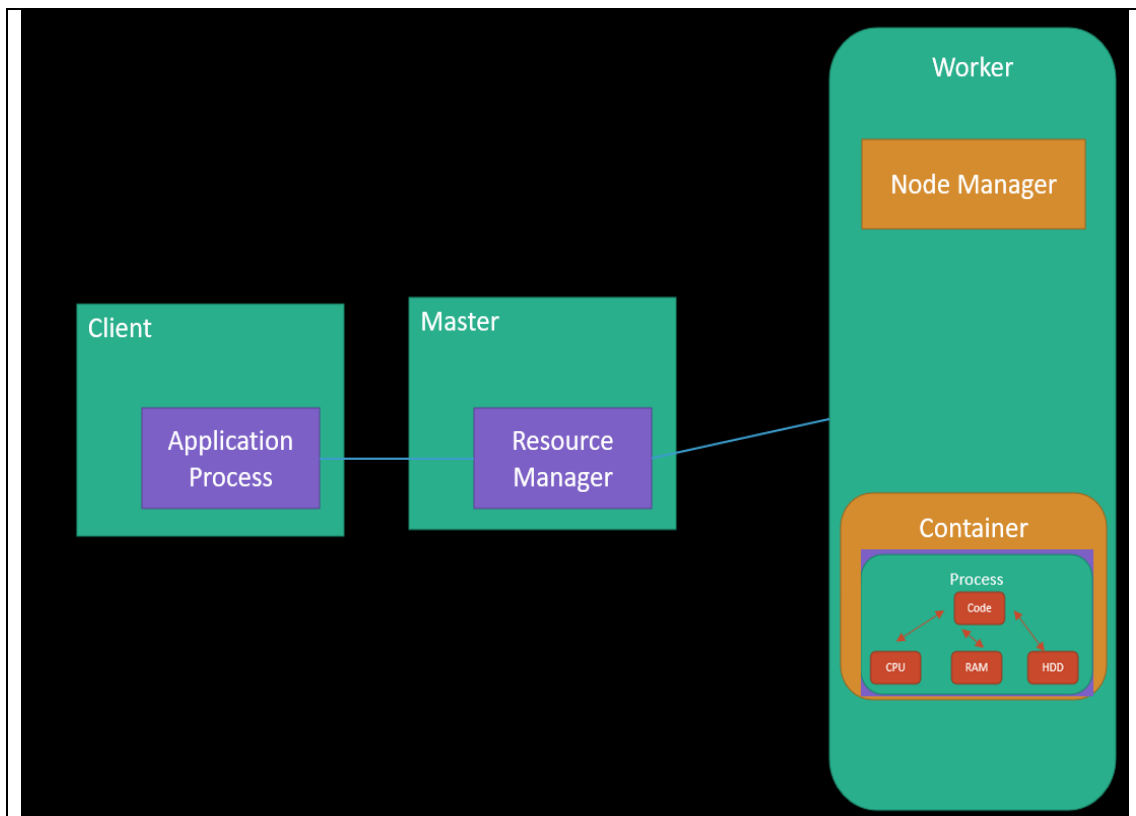 Client
Application
Process
Master
Resource
Manager
Worker
Node Manager
Container
Process
Code
CPU
RAM
HDD